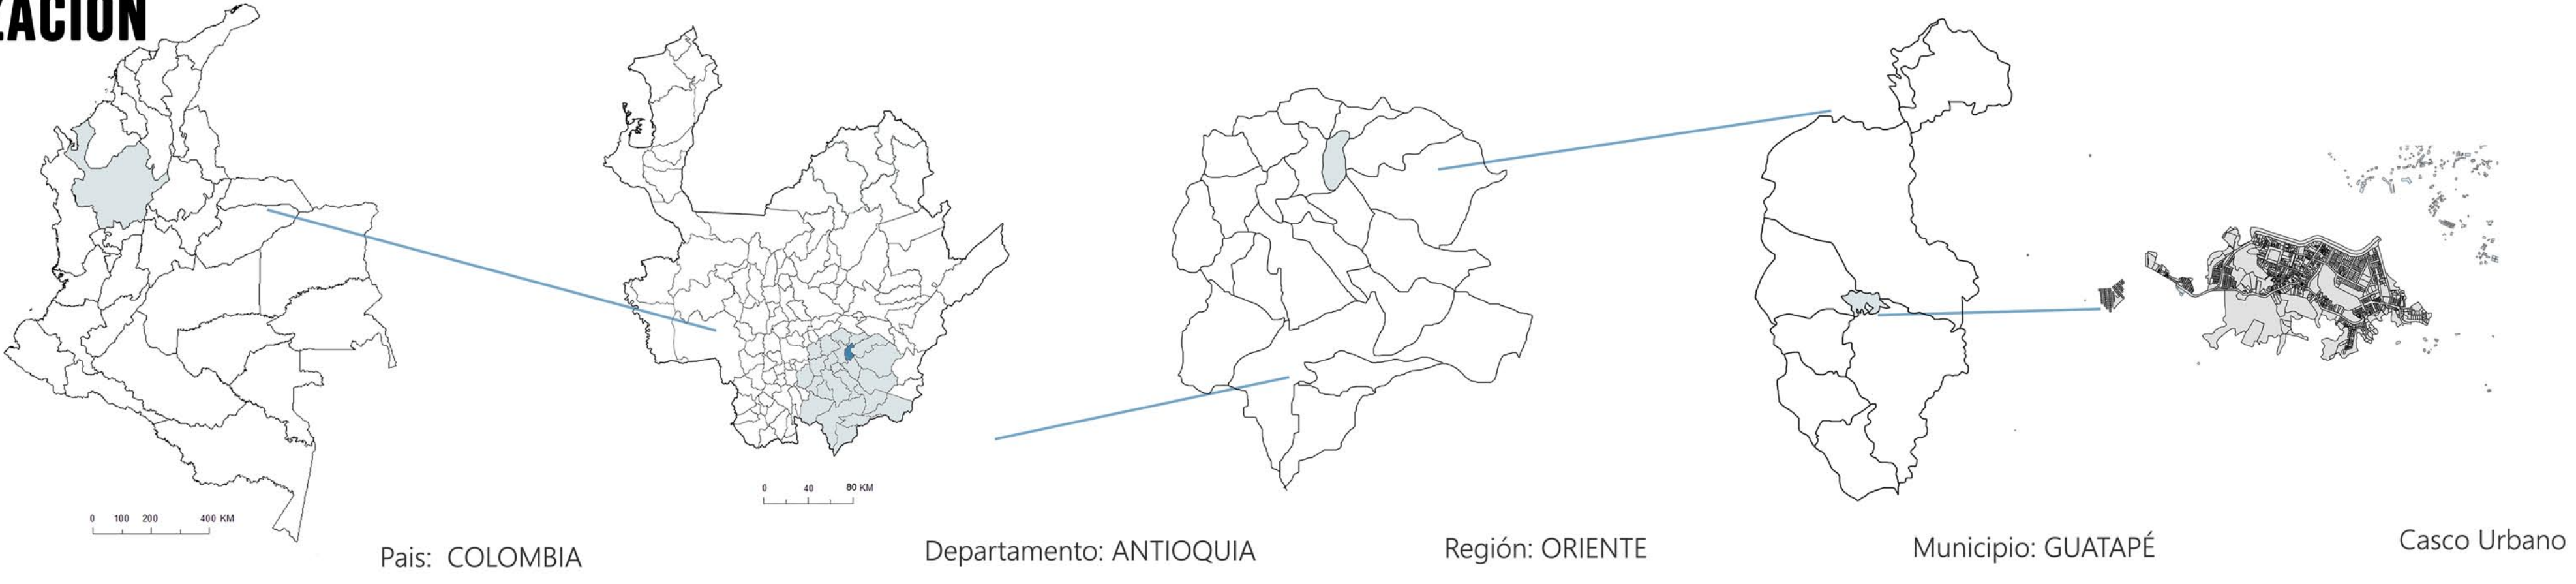 ZACIÓN
0 100 200 400 KM
0 40 80 KM
Pais: COLOMBIA
Departamento: ANTIOQUIA
Región: ORIENTE
Municipio: GUATAPÉ
Casco Urbano